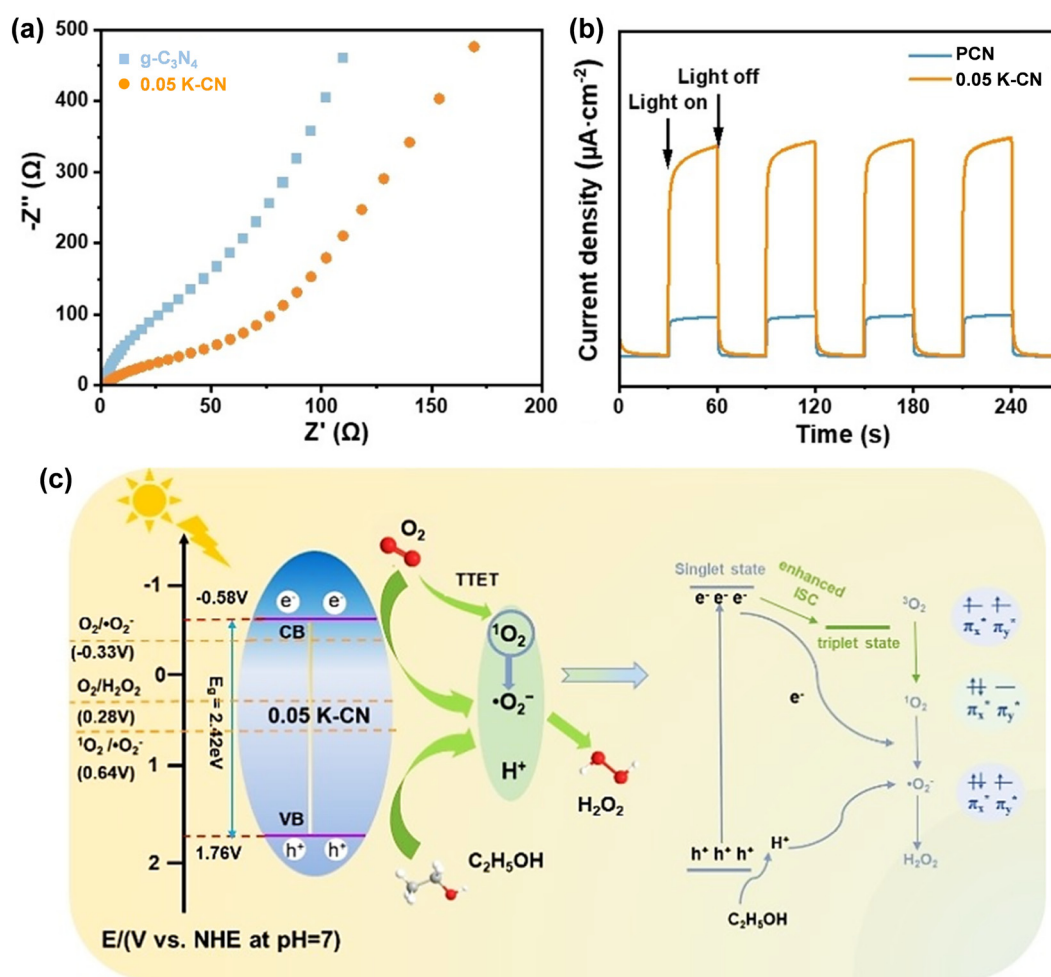 (a)
500
400
300
200
100
0
-Z'' (Ω)
g-C₃N₄
0.05 K-CN
0 50 100 150 200
Z' (Ω)
(b)
PCN
0.05 K-CN
Light off
Light on
Current density (μA·cm⁻²)
0 60 120 180 240
Time (s)
(c)
-1
0
1
2
E/(V vs. NHE at pH=7)
O₂/•O₂⁻
(-0.33V)
O₂/H₂O₂
(0.28V)
¹O₂/•O₂⁻
(0.64V)
-0.58V
1.76V
e⁻ e⁻
CB
E_g = 2.42eV
0.05 K-CN
VB
h⁺ h⁺
O₂
TTET
¹O₂
•O₂⁻
H⁺
H₂O₂
C₂H₅OH
Singlet state
e⁻ e⁻ e⁻
enhanced
ISC
triplet state
e⁻
h⁺ h⁺ h⁺
H⁺
C₂H₅OH
³O₂
¹O₂
•O₂⁻
H₂O₂
πx* πy*
πx* πy*
πx* πy*